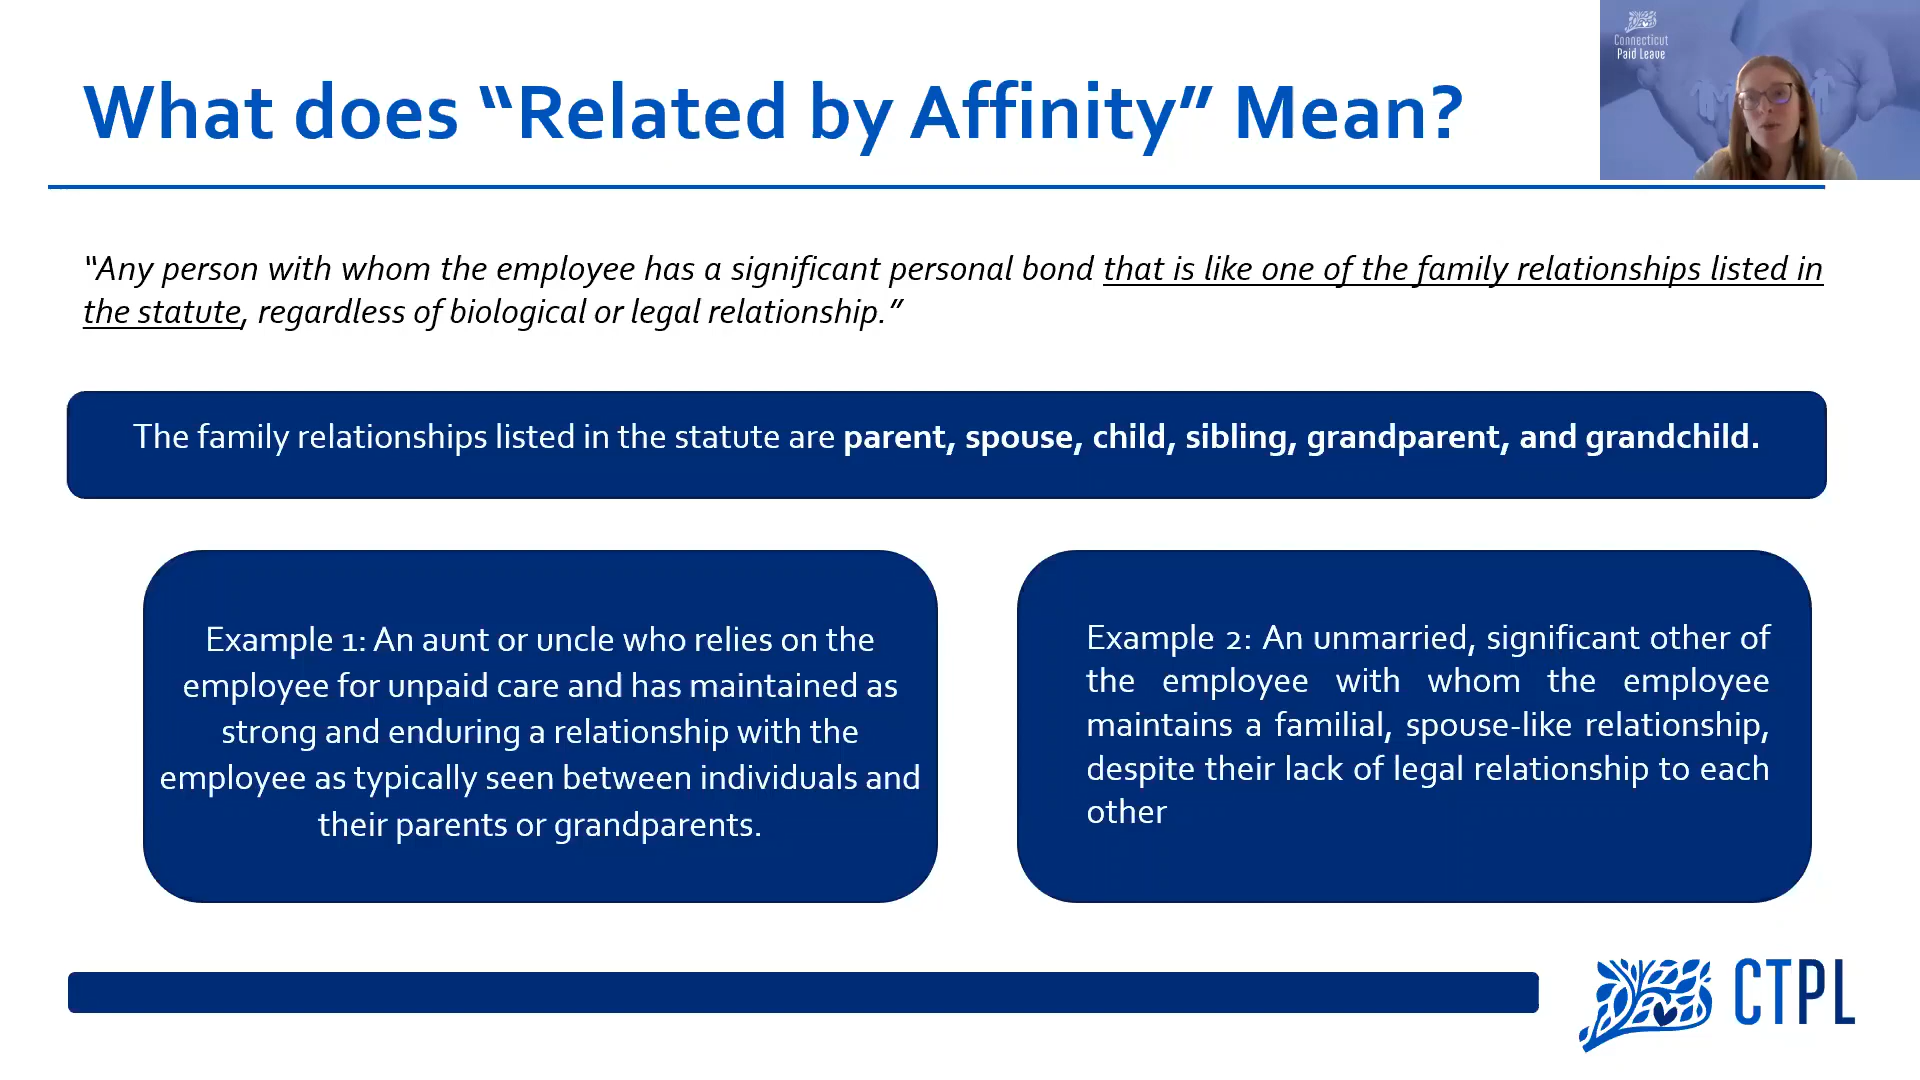 What does “Related by Affinity” Mean?
Connecticut
Paid Leave
“Any person with whom the employee has a significant personal bond that is like one of the family relationships listed in
the statute, regardless of biological or legal relationship.”
The family relationships listed in the statute are parent, spouse, child, sibling, grandparent, and grandchild.
Example 1: An aunt or uncle who relies on the
employee for unpaid care and has maintained as
strong and enduring a relationship with the
employee as typically seen between individuals and
their parents or grandparents.
Example 2: An unmarried, significant other of
the employee with whom the employee
maintains a familial, spouse-like relationship,
despite their lack of legal relationship to each
other
CTPL